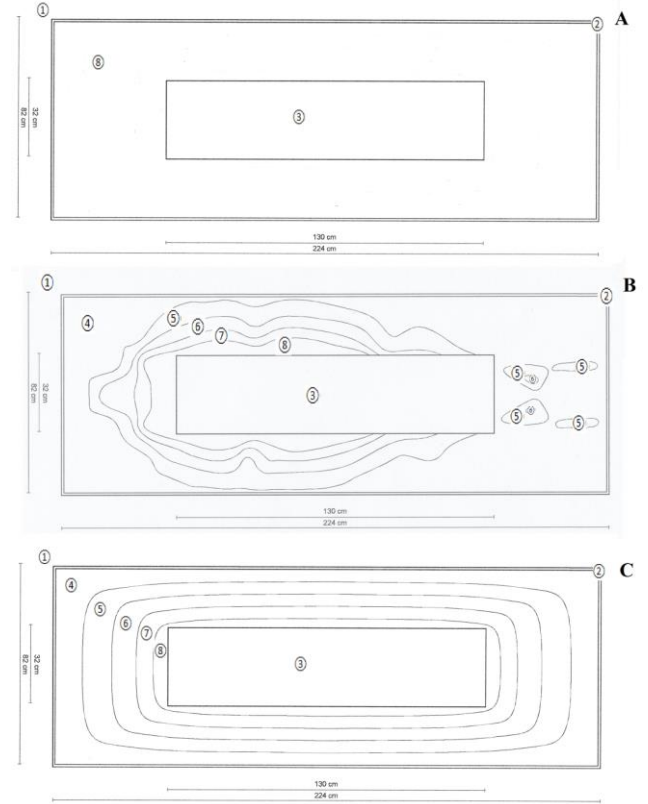 ① A
②
⑧
③
32 cm
82 cm
130 cm
224 cm
① B
②
④ ⑤
⑥
⑦
⑧
⑤ ⑤
③
⑤ ⑤
32 cm
82 cm
130 cm
224 cm
① C
②
④
⑤
⑥
⑦
⑧
③
32 cm
82 cm
130 cm
224 cm